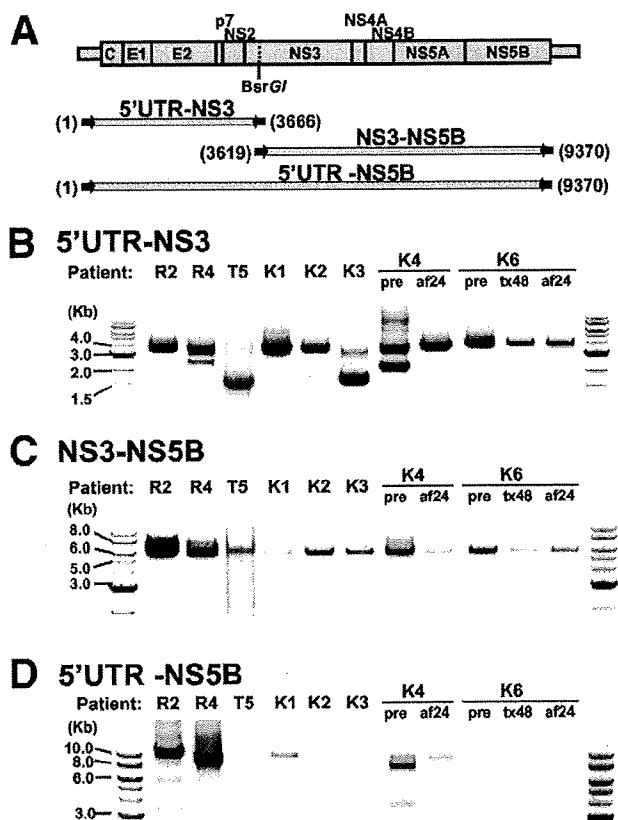 A
p7
NS2
NS4A
NS4B
C E1 E2 NS3 NS5A NS5B
BsrGI
5'UTR-NS3
(1) (3666)
NS3-NS5B
(3619) (9370)
5'UTR -NS5B
(1) (9370)
B 5'UTR-NS3
Patient: R2 R4 T5 K1 K2 K3 K4 K6
pre af24 pre tx48 af24
(Kb)
4.0
3.0
2.0
1.5
C NS3-NS5B
Patient: R2 R4 T5 K1 K2 K3 K4 K6
pre af24 pre tx48 af24
(Kb)
8.0
6.0
5.0
3.0
D 5'UTR -NS5B
Patient: R2 R4 T5 K1 K2 K3 K4 K6
pre af24 pre tx48 af24
(Kb)
10.0
8.0
6.0
3.0